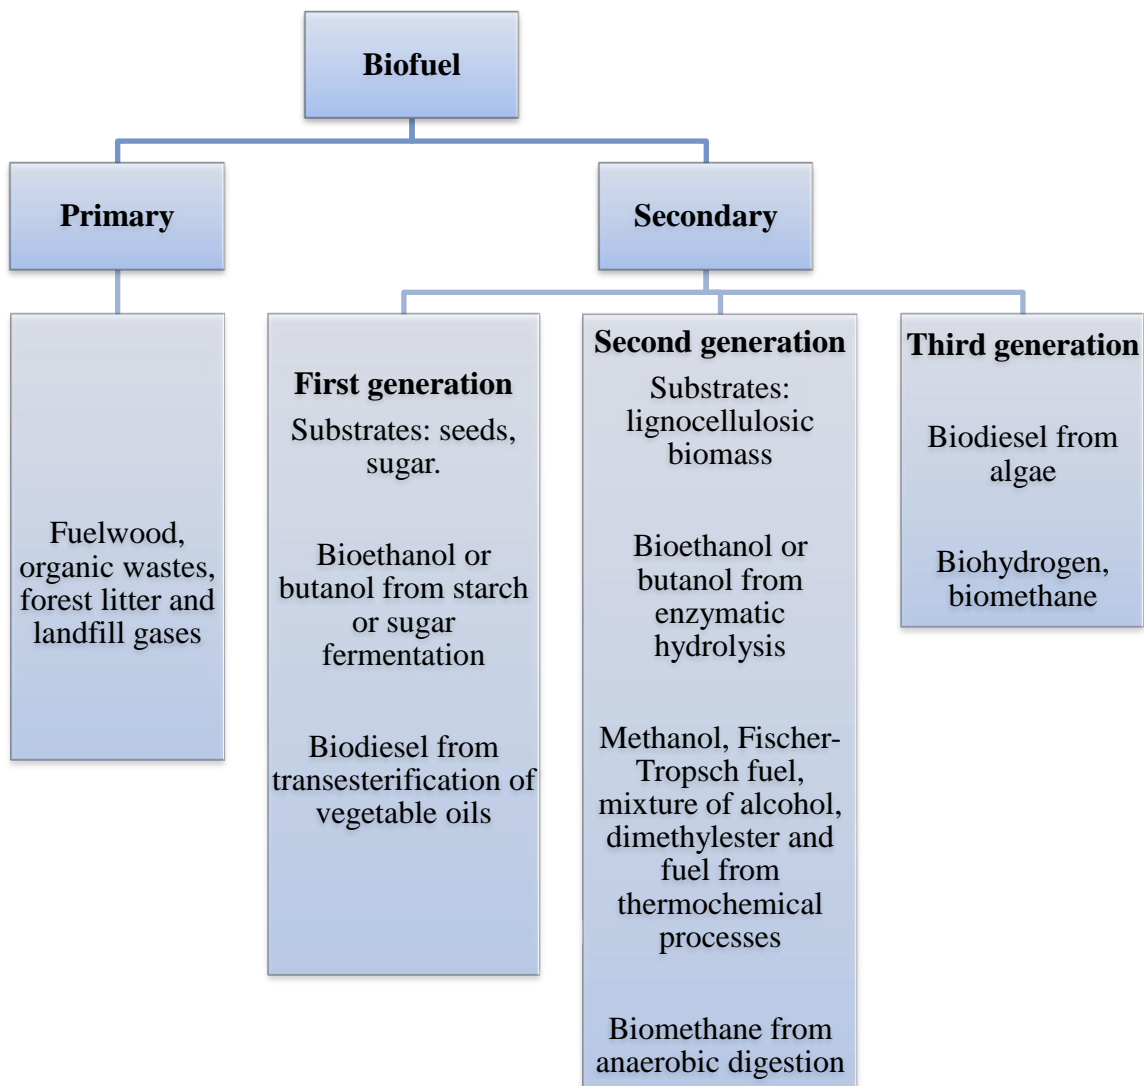 Biofuel
Primary
Secondary
Fuelwood,
organic wastes,
forest litter and
landfill gases
First generation
Substrates: seeds,
sugar.
Bioethanol or
butanol from starch
or sugar
fermentation
Biodiesel from
transesterification of
vegetable oils
Second generation
Substrates:
lignocellulosic
biomass
Bioethanol or
butanol from
enzymatic
hydrolysis
Methanol, Fischer-
Tropsch fuel,
mixture of alcohol,
dimethylester and
fuel from
thermochemical
processes
Biomethane from
anaerobic digestion
Third generation
Biodiesel from
algae
Biohydrogen,
biomethane